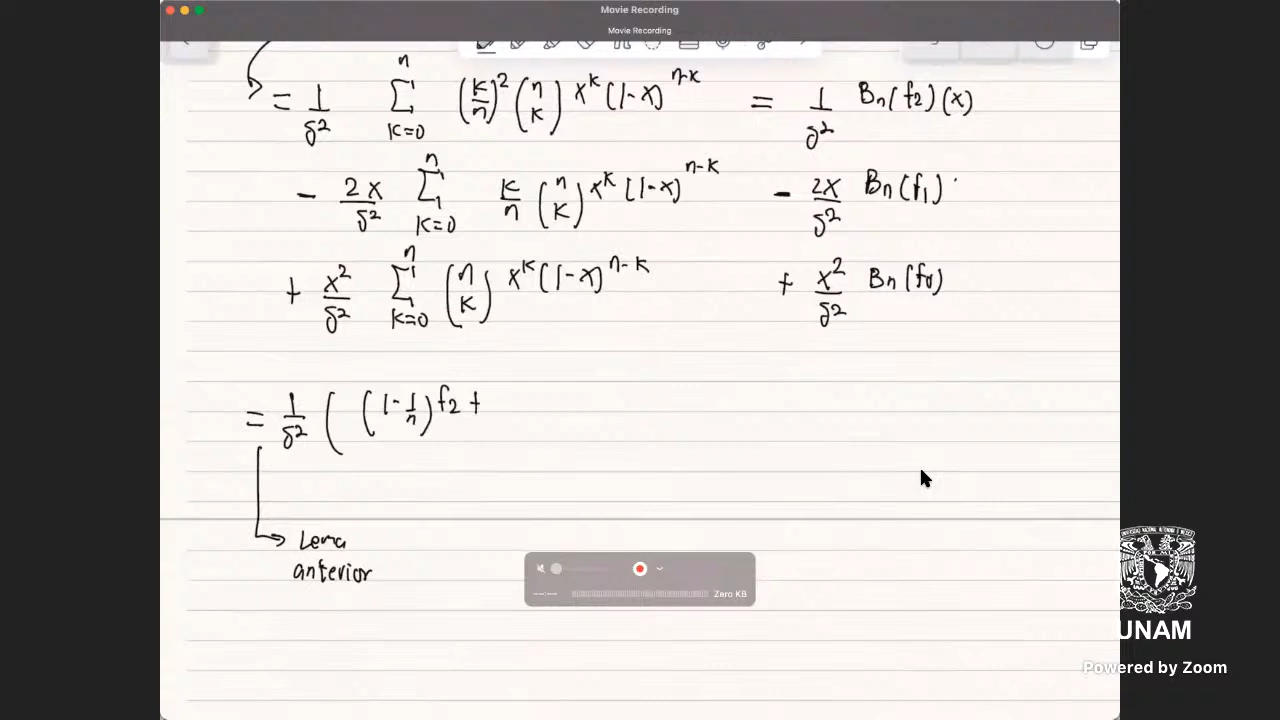 Movie Recording
Movie Recording
= 1/δ² Σ_{k=0}^{n} (k/n)² (n k) x^k (1-x)^{n-k} = 1/δ² Bn(f2)(x)
- 2x/δ² Σ_{k=0}^{n} k/n (n k) x^k (1-x)^{n-k} - 2x/δ² Bn(f1)
+ x²/δ² Σ_{k=0}^{n} (n k) x^k (1-x)^{n-k} + x²/δ² Bn(f0)
= 1/δ² ( (1- 1/n) f2 +
Lema
anterior
--:-- Zero KB
UNAM
Powered by Zoom